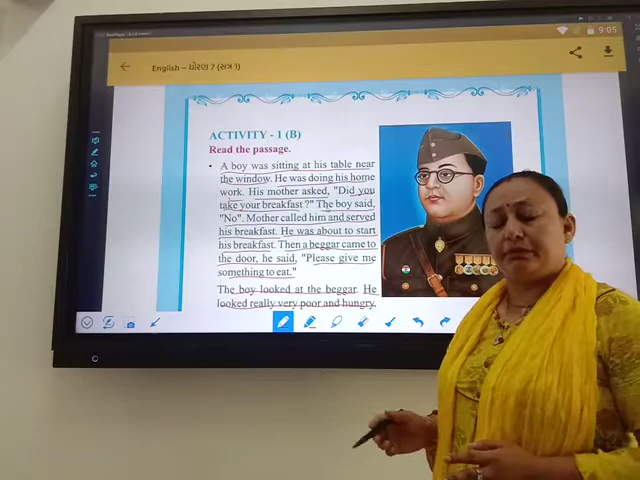 9:05
English – ધોરણ 7 (સત્ર 1)
ACTIVITY - 1 (B)
Read the passage.
• A boy was sitting at his table near
the window. He was doing his home
work. His mother asked, "Did you
take your breakfast?" The boy said,
"No". Mother called him and served
his breakfast. He was about to start
his breakfast. Then a beggar came to
the door, he said, "Please give me
something to eat."
The boy looked at the beggar. He
looked really very poor and hungry.